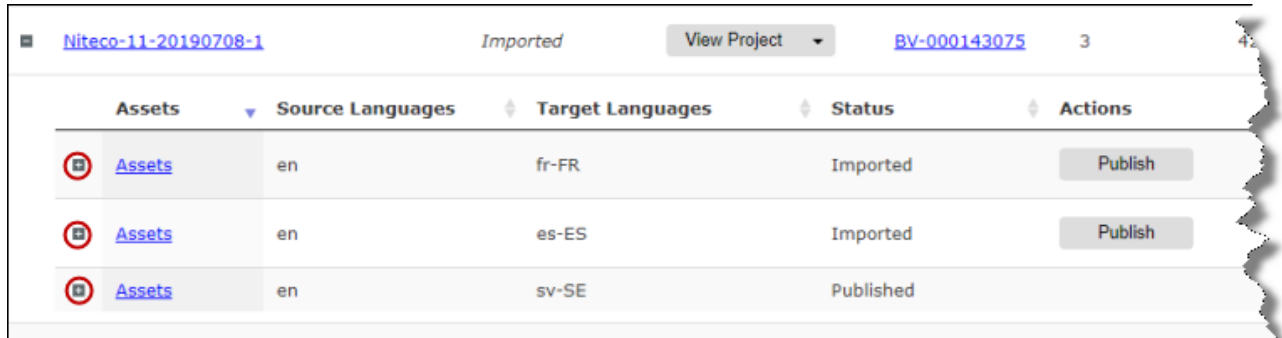 Niteco-11-20190708-1 Imported View Project BV-000143075 3
Assets Source Languages Target Languages Status Actions
Assets en fr-FR Imported Publish
Assets en es-ES Imported Publish
Assets en sv-SE Published